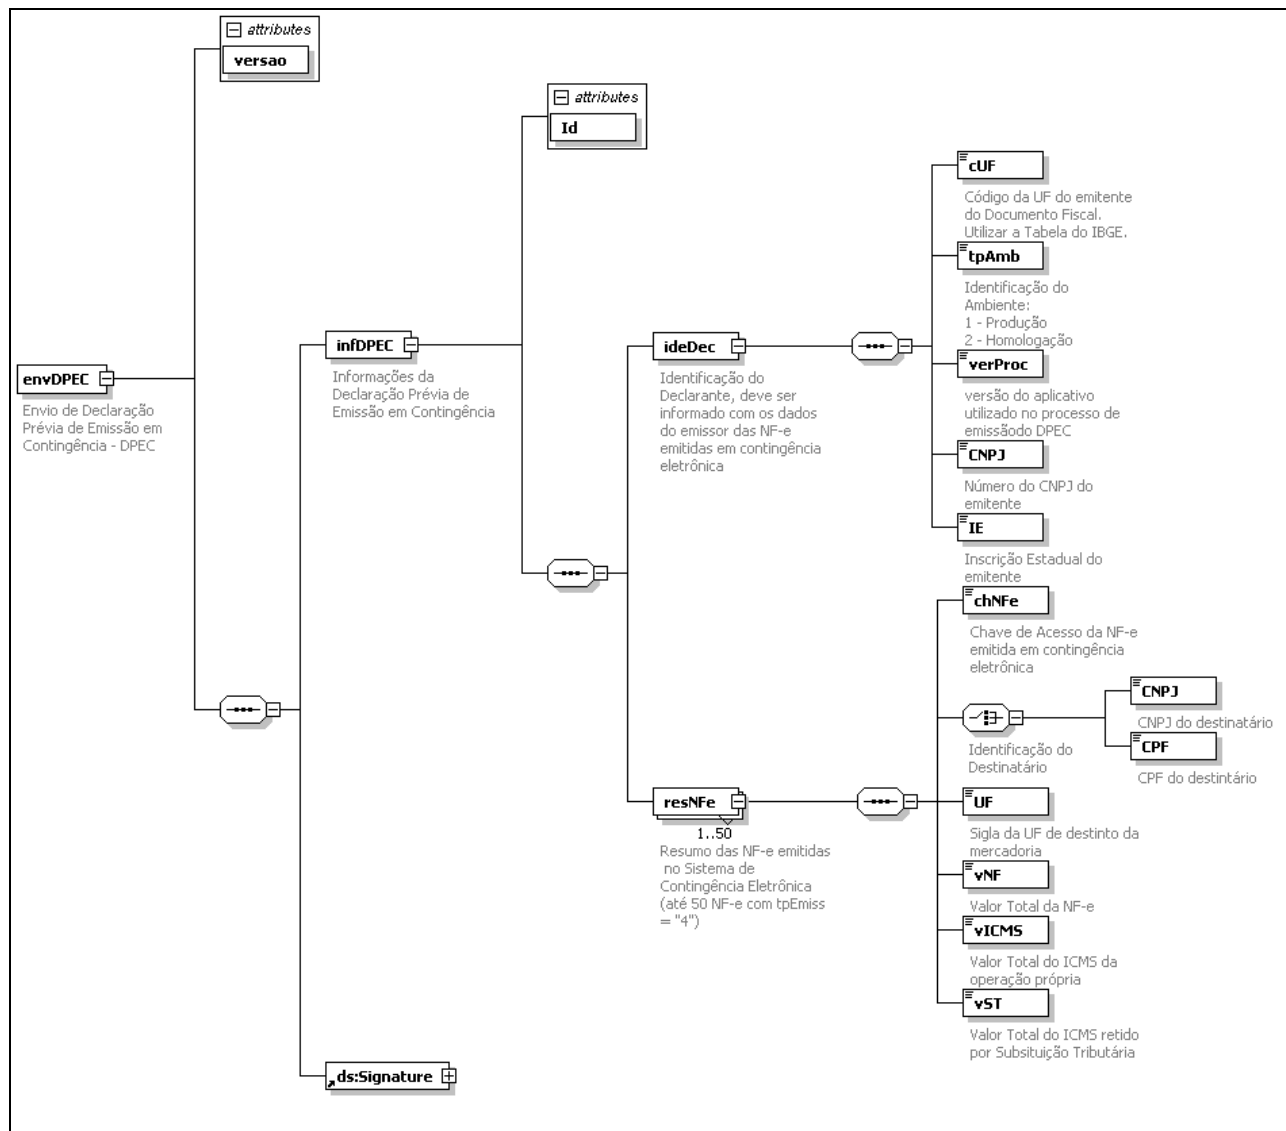 attributes
versao
attributes
Id
cUF
Código da UF do emitente
do Documento Fiscal.
Utilizar a Tabela do IBGE.
tpAmb
Identificação do
Ambiente:
1 - Produção
2 - Homologação
infDPEC
Informações da
Declaração Prévia de
Emissão em Contingência
ideDec
Identificação do
Declarante, deve ser
informado com os dados
do emissor das NF-e
emitidas em contingência
eletrônica
verProc
versão do aplicativo
utilizado no processo de
emissãodo DPEC
envDPEC
Envio de Declaração
Prévia de Emissão em
Contingência - DPEC
CNPJ
Número do CNPJ do
emitente
IE
Inscrição Estadual do
emitente
chNFe
Chave de Acesso da NF-e
emitida em contingência
eletrônica
CNPJ
CNPJ do destinatário
Identificação do
Destinatário
CPF
CPF do destintário
resNFe
1..50
Resumo das NF-e emitidas
no Sistema de
Contingência Eletrônica
(até 50 NF-e com tpEmiss
= "4")
UF
Sigla da UF de destinto da
mercadoria
vNF
Valor Total da NF-e
vICMS
Valor Total do ICMS da
operação própria
vST
Valor Total do ICMS retido
por Subsituição Tributária
ds:Signature